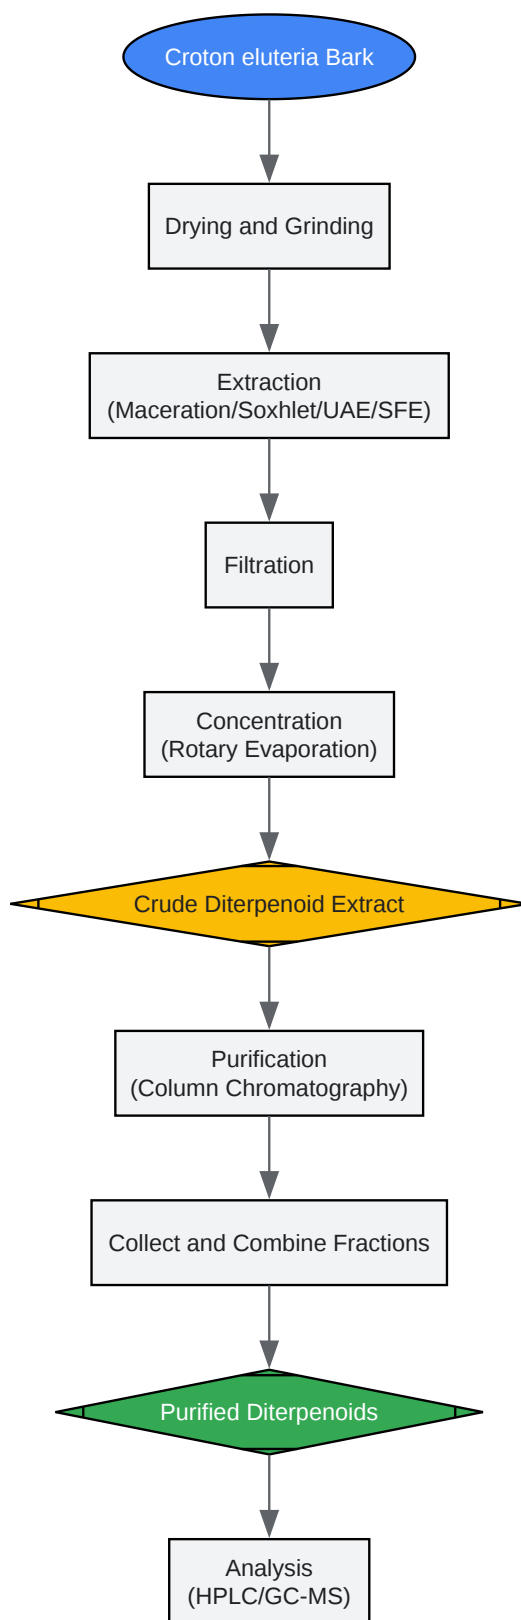 Croton eluteria Bark
Drying and Grinding
Extraction
(Maceration/Soxhlet/UAE/SFE)
Filtration
Concentration
(Rotary Evaporation)
Crude Diterpenoid Extract
Purification
(Column Chromatography)
Collect and Combine Fractions
Purified Diterpenoids
Analysis
(HPLC/GC-MS)